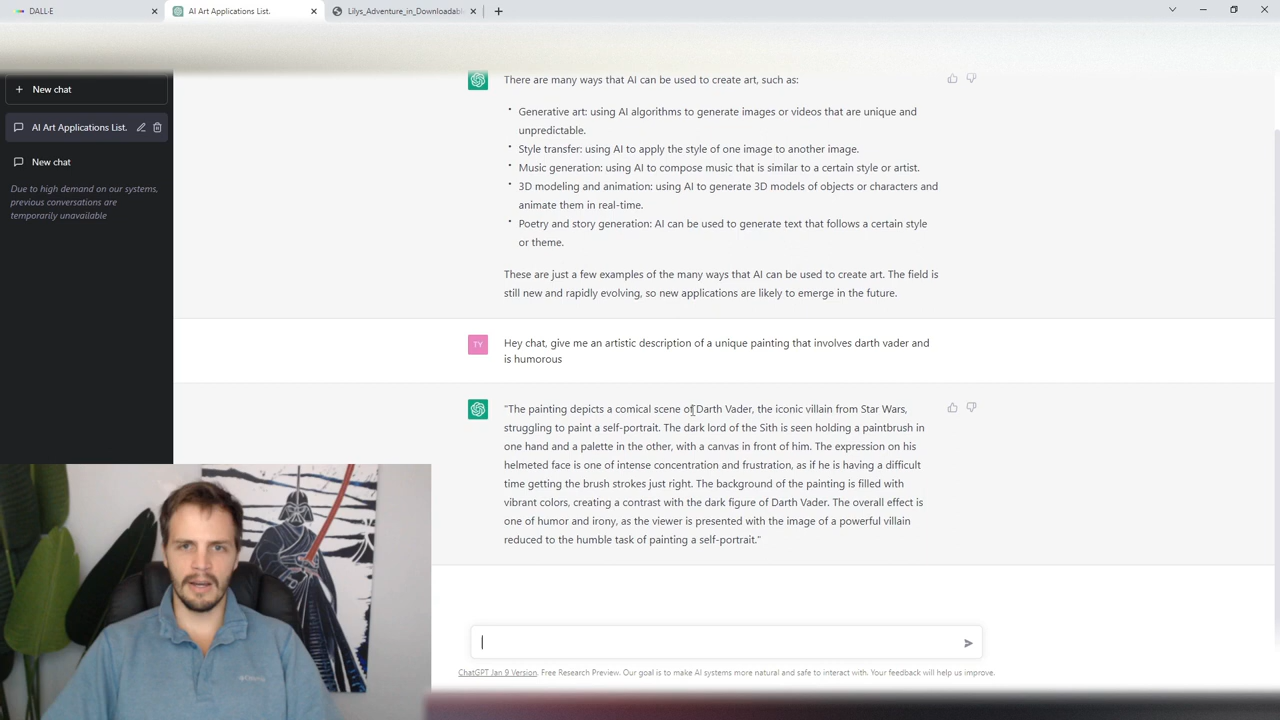 DALL·E
AI Art Applications List.
Lilys_Adventure_in_Downloadabl
New chat
AI Art Applications List.
New chat
Due to high demand on our systems,
previous conversations are
temporarily unavailable
There are many ways that AI can be used to create art, such as:
• Generative art: using AI algorithms to generate images or videos that are unique and
unpredictable.
• Style transfer: using AI to apply the style of one image to another image.
• Music generation: using AI to compose music that is similar to a certain style or artist.
• 3D modeling and animation: using AI to generate 3D models of objects or characters and
animate them in real-time.
• Poetry and story generation: AI can be used to generate text that follows a certain style
or theme.
These are just a few examples of the many ways that AI can be used to create art. The field is
still new and rapidly evolving, so new applications are likely to emerge in the future.
TY
Hey chat, give me an artistic description of a unique painting that involves darth vader and
is humorous
"The painting depicts a comical scene of Darth Vader, the iconic villain from Star Wars,
struggling to paint a self-portrait. The dark lord of the Sith is seen holding a paintbrush in
one hand and a palette in the other, with a canvas in front of him. The expression on his
helmeted face is one of intense concentration and frustration, as if he is having a difficult
time getting the brush strokes just right. The background of the painting is filled with
vibrant colors, creating a contrast with the dark figure of Darth Vader. The overall effect is
one of humor and irony, as the viewer is presented with the image of a powerful villain
reduced to the humble task of painting a self-portrait."
ChatGPT Jan 9 Version. Free Research Preview. Our goal is to make AI systems more natural and safe to interact with. Your feedback will help us improve.
Columbia